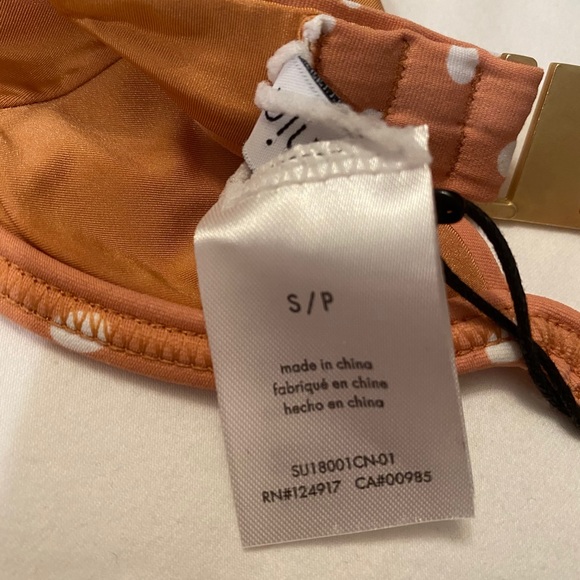 S/P
made in china
fabriqué en chine
hecho en china
SU18001CN-01
RN#124917 CA#00985